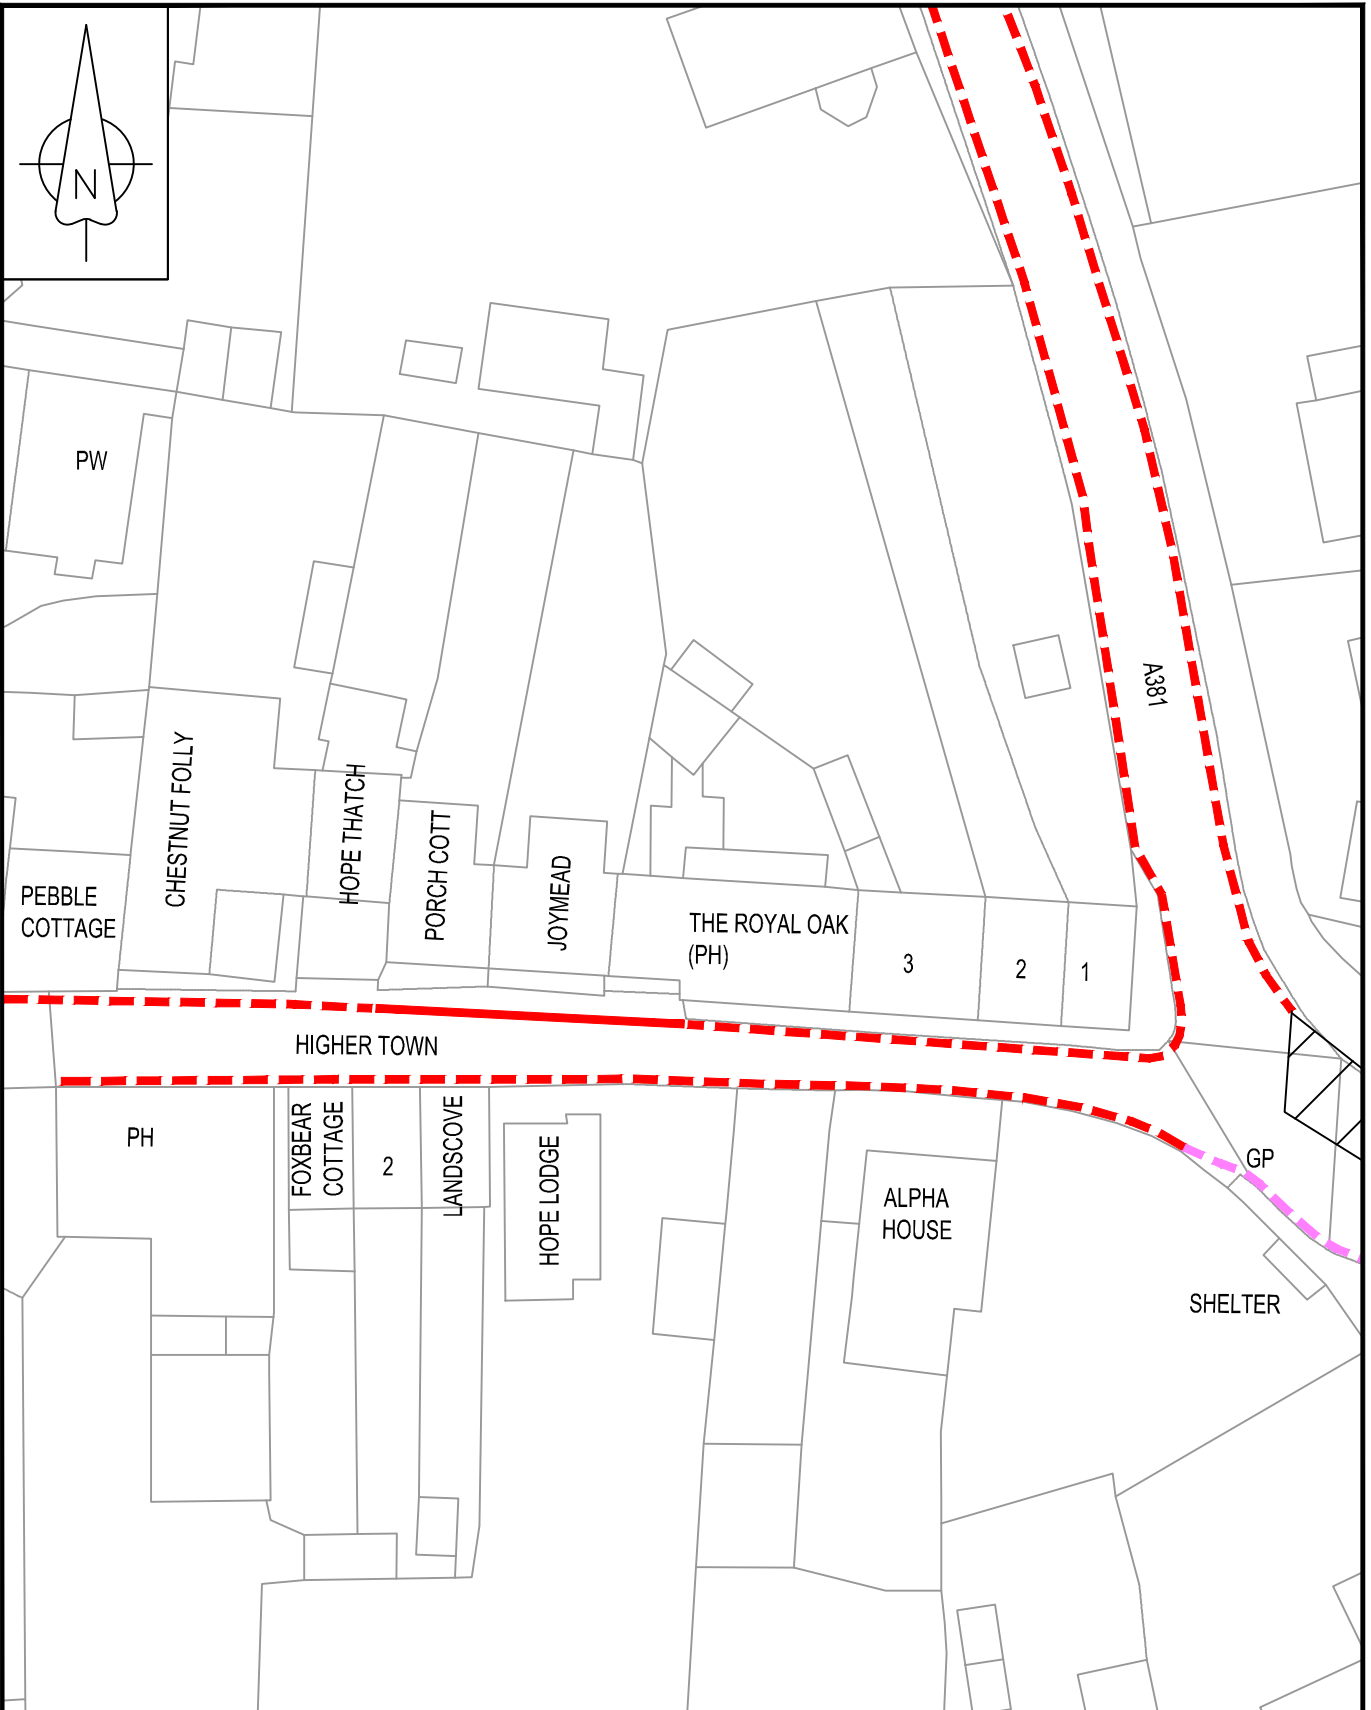 N
PW
A381
CHESTNUT FOLLY
HOPE THATCH
PORCH COTT
JOYMEAD
PEBBLE
COTTAGE
THE ROYAL OAK
(PH)
3
2
1
HIGHER TOWN
PH
FOXBEAR
COTTAGE
2
LANDSCOVE
HOPE LODGE
ALPHA
HOUSE
GP
SHELTER